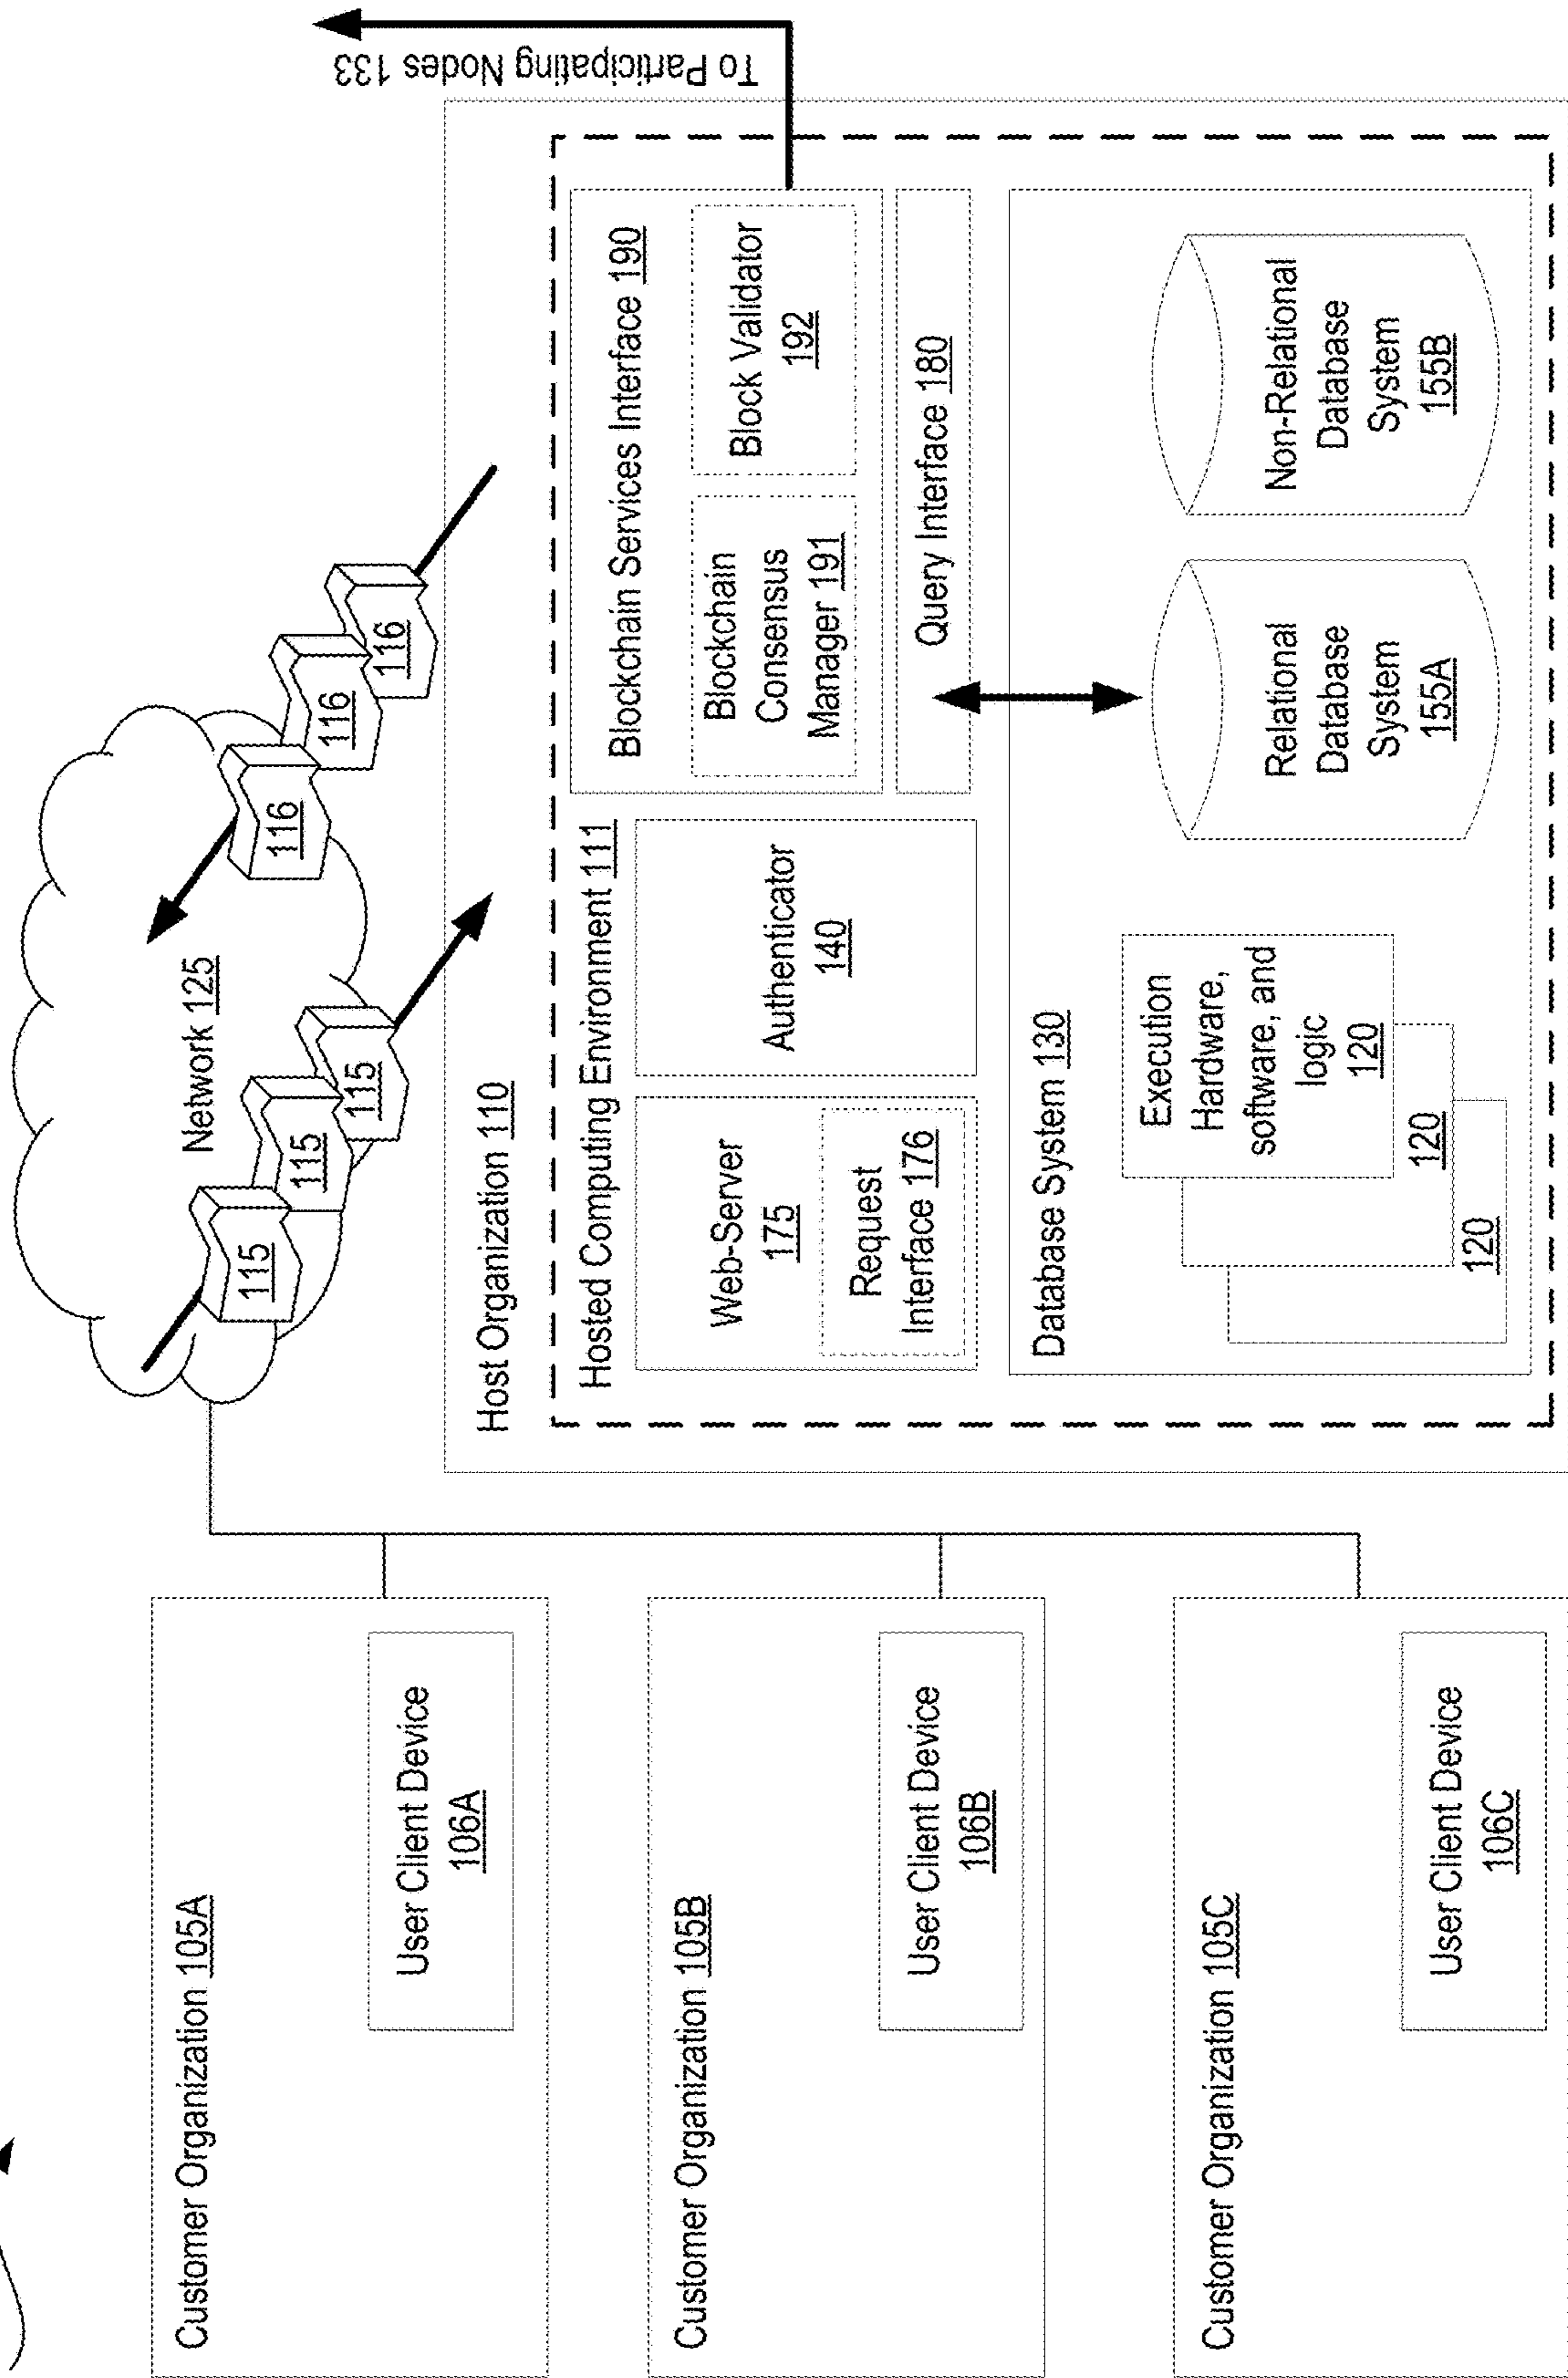 Customer Organization 105A
User Client Device
106A
Customer Organization 105B
User Client Device
106B
Customer Organization 105C
User Client Device
106C
Network 125
115
115
115
116
116
116
To Participating Nodes 133
Host Organization 110
Hosted Computing Environment 111
Web-Server
175
Request
Interface 176
Authenticator
140
Blockchain Services Interface 190
Blockchain
Consensus
Manager 191
Block Validator
192
Query Interface 180
Database System 130
Execution
Hardware,
software, and
logic
120
120
120
Relational
Database
System
155A
Non-Relational
Database
System
155B